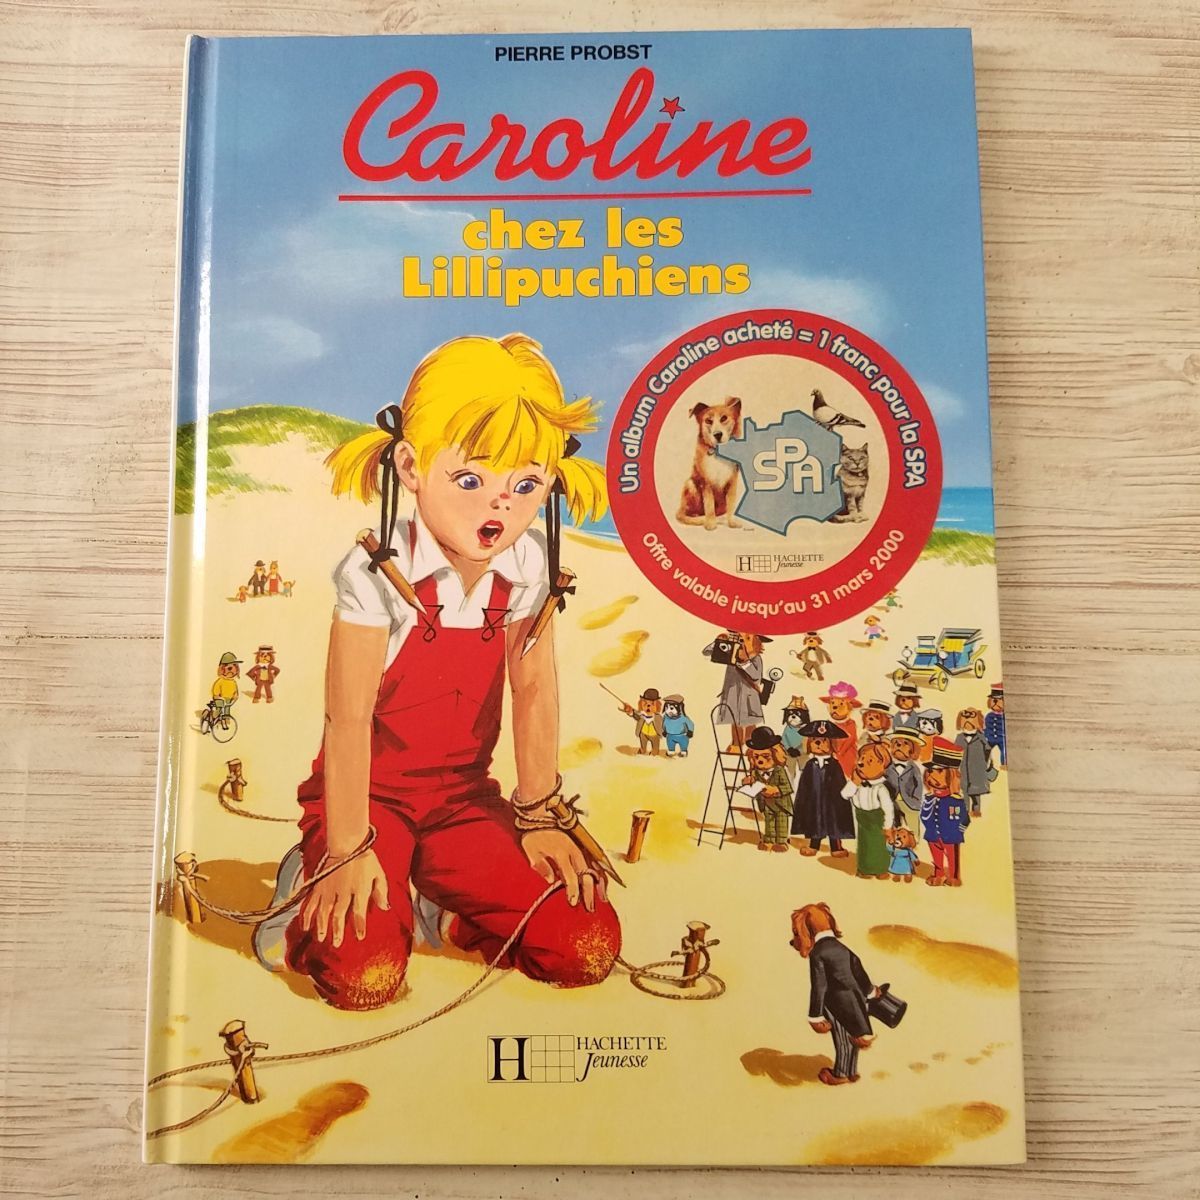 PIERRE PROBST
Caroline
chez les
Lillipuchiens
Un album Caroline acheté = 1 franc pour la SPA
SPA
H HACHETTE
Jeunesse
Offre valable jusqu'au 31 mars 2000
H HACHETTE
Jeunesse